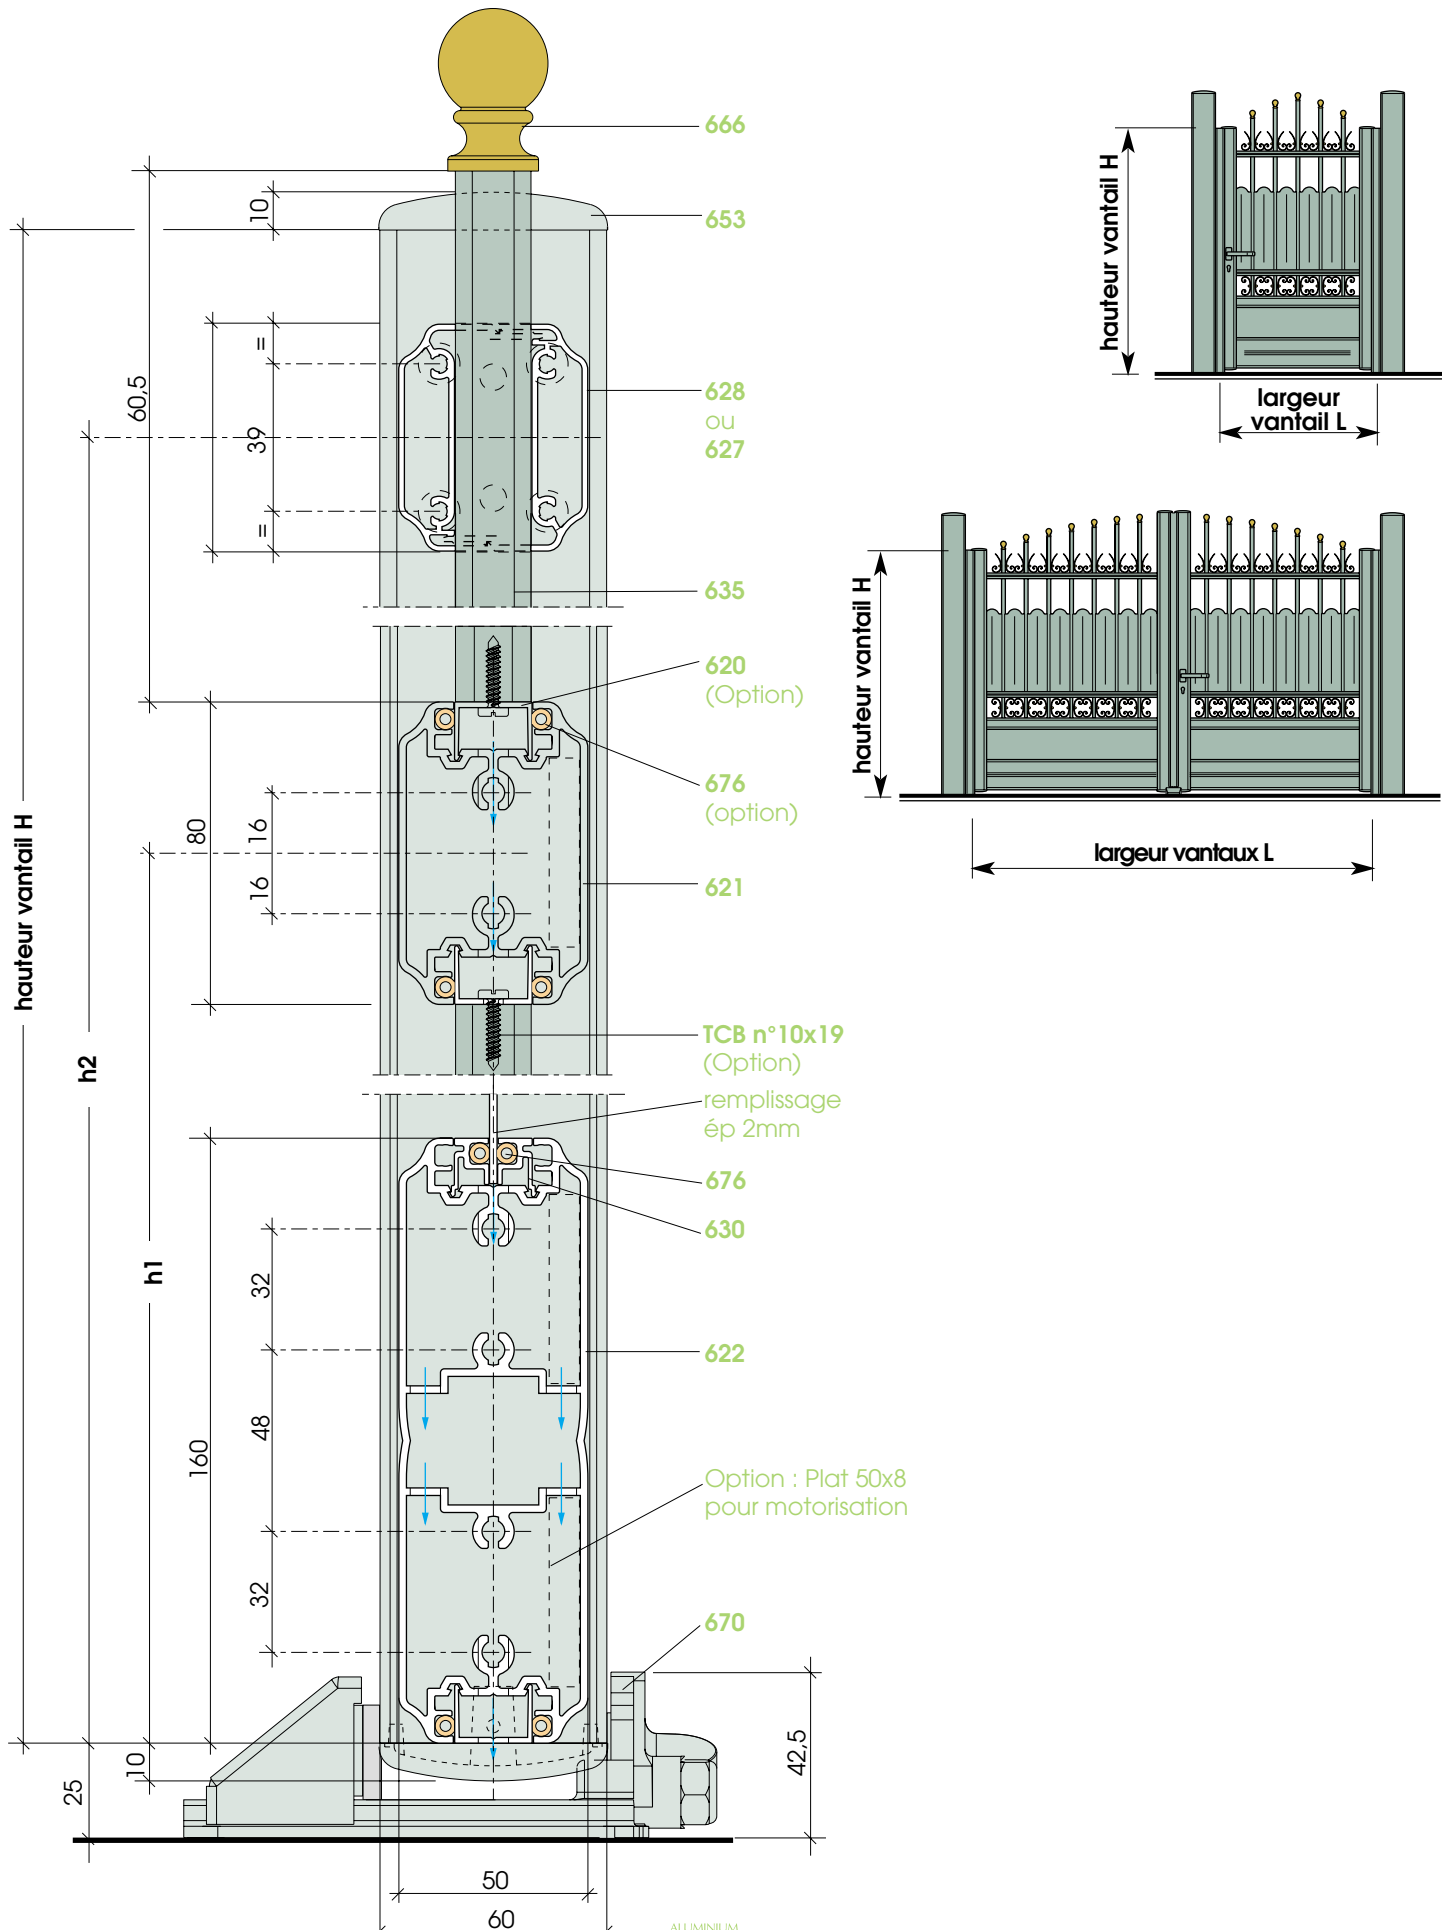 666
653
10
60,5
=
39
=
628
ou
627
635
620
(Option)
676
(option)
80
16
16
621
TCB n°10x19
(Option)
remplissage
ép 2mm
676
630
32
622
48
160
Option : Plat 50x8
pour motorisation
32
670
42,5
10
25
50
60
ALUMINIUM
hauteur vantail H
h2
h1
hauteur vantail H
largeur
vantail L
hauteur vantail H
largeur vantaux L